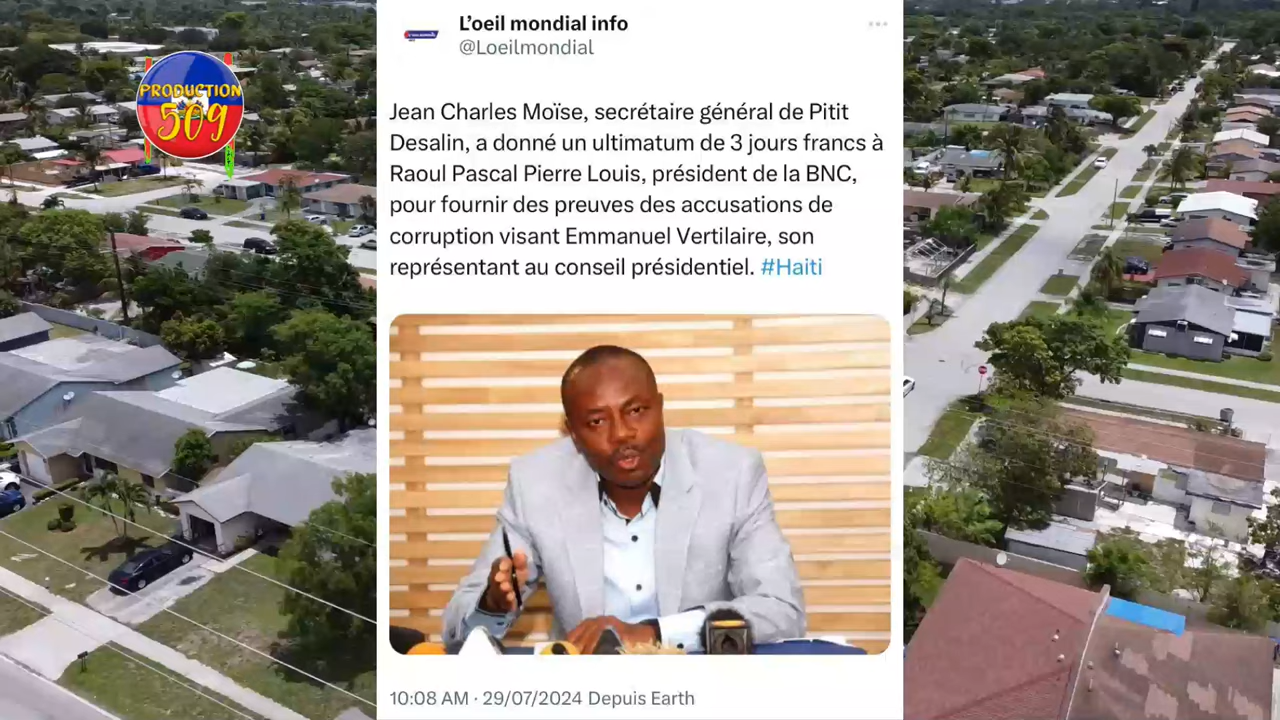 PRODUCTION
509
L'oeil mondial info
@Loeilmondial
Jean Charles Moïse, secrétaire général de Pitit
Desalin, a donné un ultimatum de 3 jours francs à
Raoul Pascal Pierre Louis, président de la BNC,
pour fournir des preuves des accusations de
corruption visant Emmanuel Vertilaire, son
représentant au conseil présidentiel. #Haiti
10:08 AM · 29/07/2024 Depuis Earth